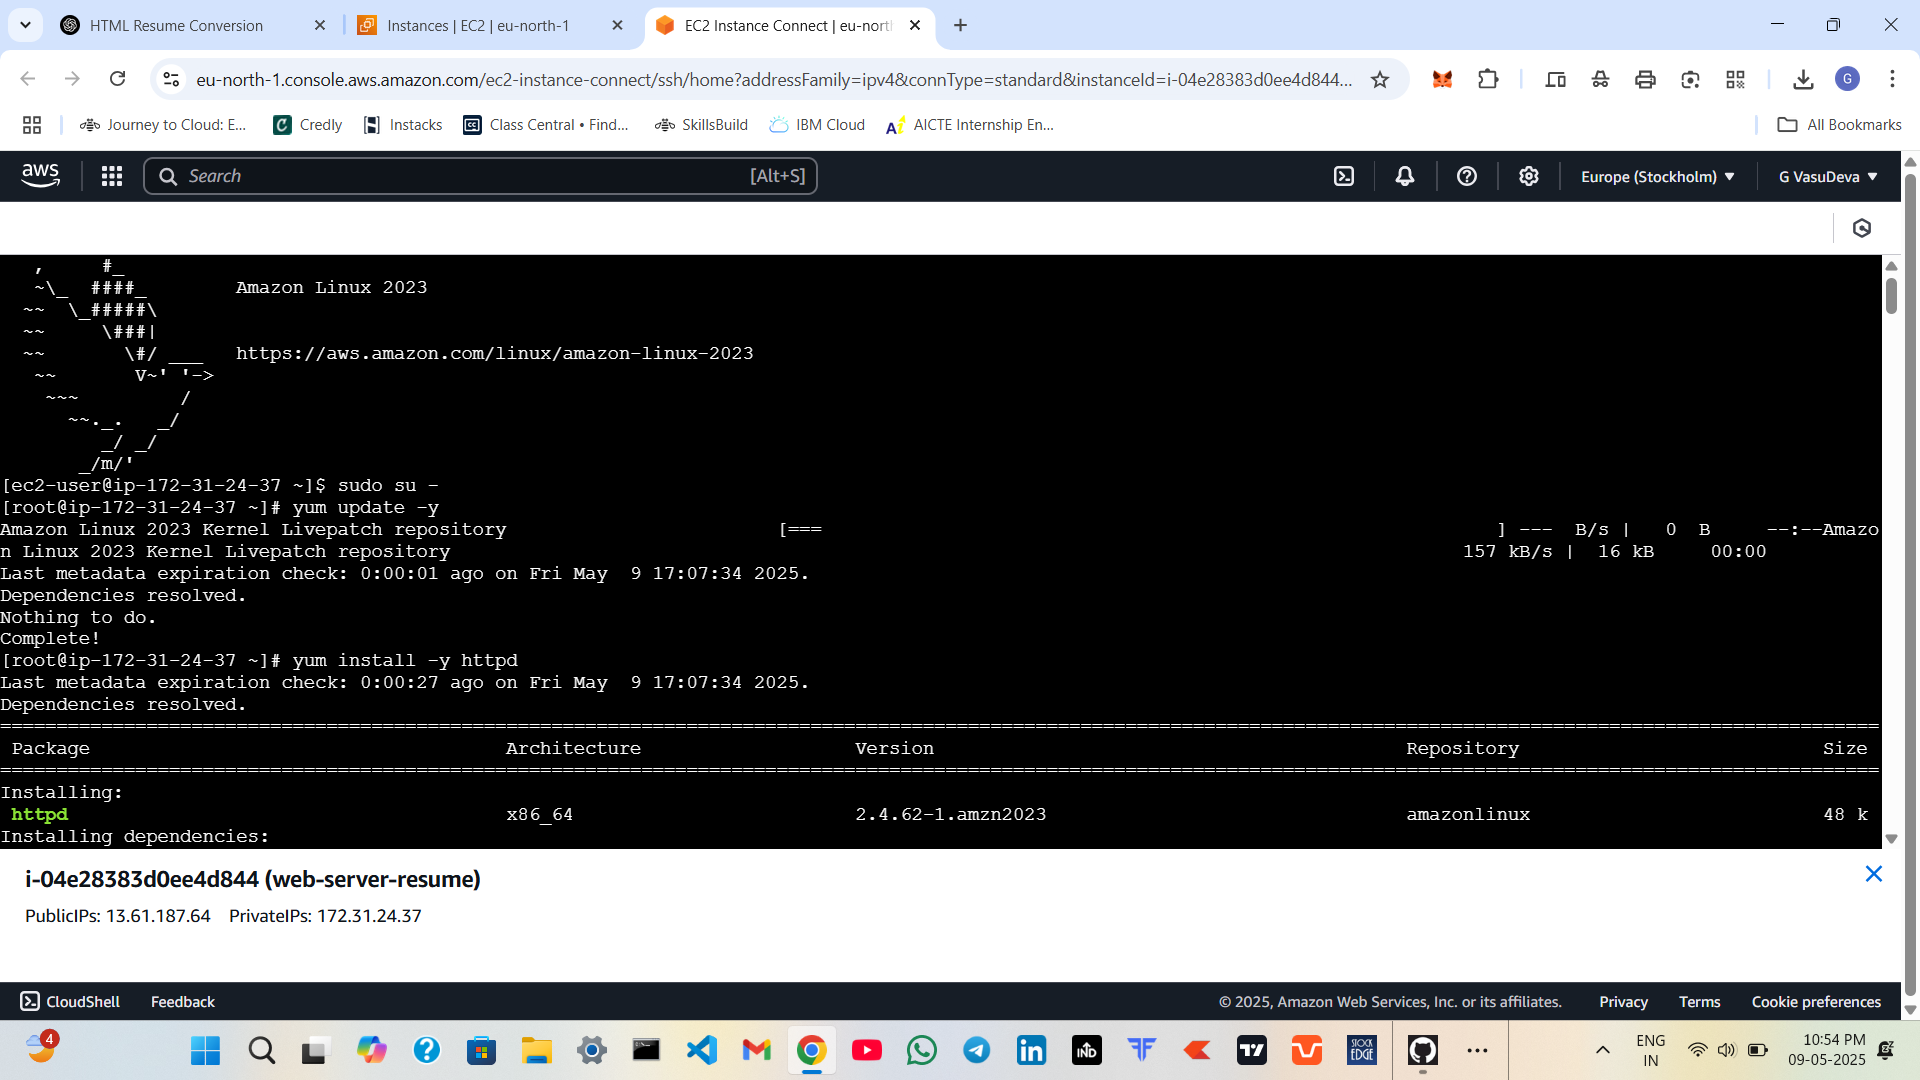 HTML Resume Conversion
Instances | EC2 | eu-north-1
EC2 Instance Connect | eu-north
eu-north-1.console.aws.amazon.com/ec2-instance-connect/ssh/home?addressFamily=ipv4&connType=standard&instanceId=i-04e28383d0ee4d844...
G
Journey to Cloud: E...
Credly
Instacks
Class Central • Find...
SkillsBuild
IBM Cloud
AICTE Internship En...
All Bookmarks
aws
Search
[Alt+S]
Europe (Stockholm)
G VasuDeva
   ,     #_
   ~\_  ####_        Amazon Linux 2023
  ~~  \_#####\
  ~~     \###|
  ~~       \#/ ___   https://aws.amazon.com/linux/amazon-linux-2023
   ~~       V~' '->
    ~~~         /
      ~~._.   _/
         _/ _/
       _/m/'
[ec2-user@ip-172-31-24-37 ~]$ sudo su -
[root@ip-172-31-24-37 ~]# yum update -y
Amazon Linux 2023 Kernel Livepatch repository [=== ] --- B/s | 0 B --:--Amazo
n Linux 2023 Kernel Livepatch repository 157 kB/s | 16 kB 00:00
Last metadata expiration check: 0:00:01 ago on Fri May  9 17:07:34 2025.
Dependencies resolved.
Nothing to do.
Complete!
[root@ip-172-31-24-37 ~]# yum install -y httpd
Last metadata expiration check: 0:00:27 ago on Fri May  9 17:07:34 2025.
Dependencies resolved.
Package Architecture Version Repository Size
Installing:
httpd x86_64 2.4.62-1.amzn2023 amazonlinux 48 k
Installing dependencies:
i-04e28383d0ee4d844 (web-server-resume)
PublicIPs: 13.61.187.64 PrivateIPs: 172.31.24.37
CloudShell
Feedback
© 2025, Amazon Web Services, Inc. or its affiliates.
Privacy
Terms
Cookie preferences
4
IND
STOCK
EDGE
ENG
IN
10:54 PM
09-05-2025